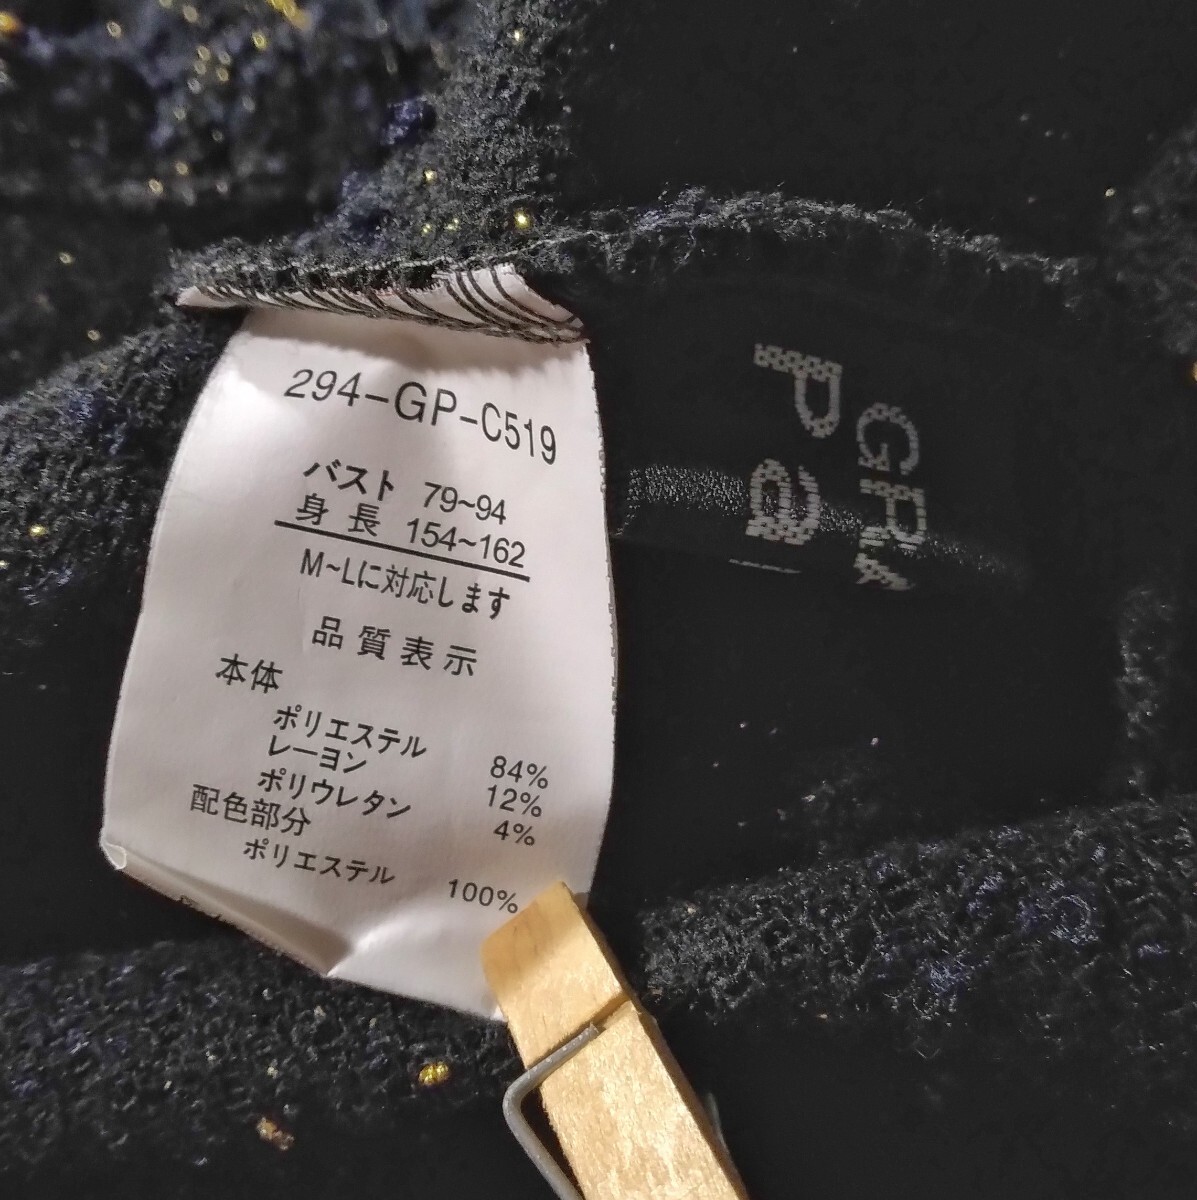 294-GP-C519
バスト 79~94
身長 154~162
M~Lに対応します
品質表示
本体
ポリエステル 84%
レーヨン 12%
ポリウレタン 4%
配色部分
ポリエステル 100%